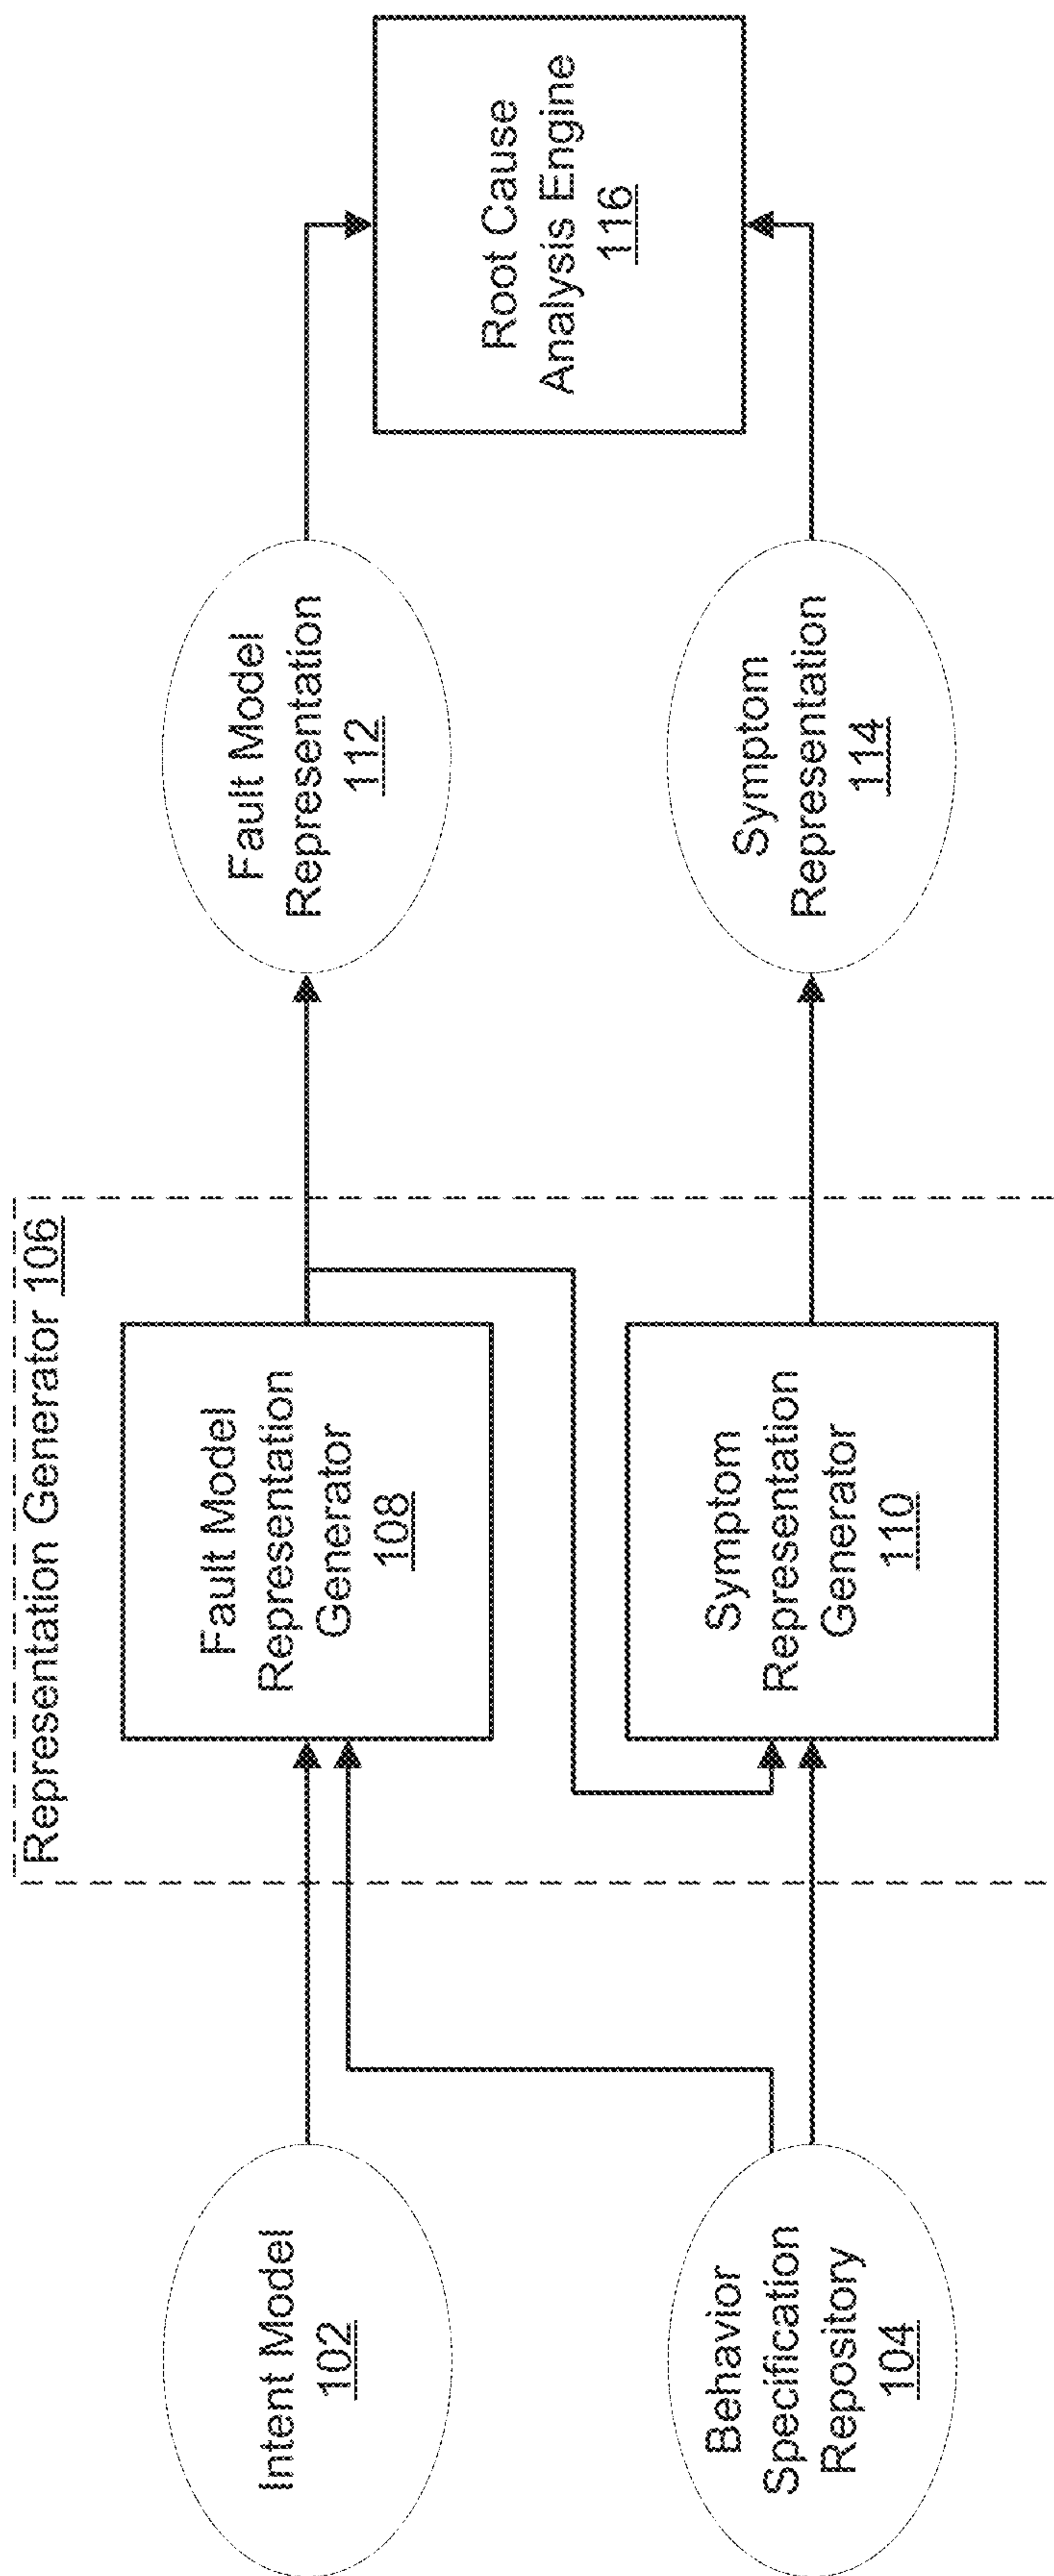 Representation Generator 106
Intent Model
102
Fault Model
Representation
Generator
108
Fault Model
Representation
112
Root Cause
Analysis Engine
116
Behavior
Specification
Repository
104
Symptom
Representation
Generator
110
Symptom
Representation
114